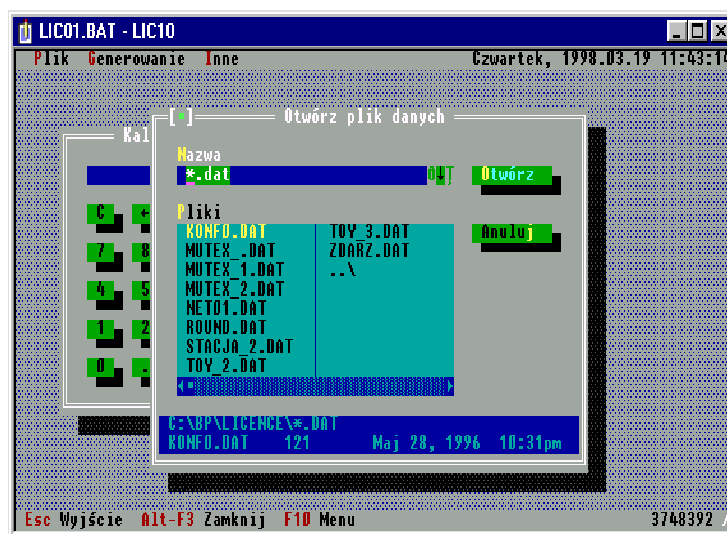 LIC01.BAT - LIC10
Plik Generowanie Inne Czwartek, 1998.03.19 11:43:14
[▪] Otwórz plik danych
Kal
Nazwa
*.dat ↓ Otwórz
C ←
Pliki
KONFO.DAT TOY_3.DAT Anuluj
7 8
MUTEX_.DAT ZDARZ.DAT
MUTEX_1.DAT ..\
4 5
MUTEX_2.DAT
NET01.DAT
1 2
ROUND.DAT
STACJA_2.DAT
0 .
TOY_2.DAT
C:\BP\LICENCE\*.DAT
KONFO.DAT 121 Maj 28, 1996 10:31pm
Esc Wyjście Alt-F3 Zamknij F10 Menu 3748392 /